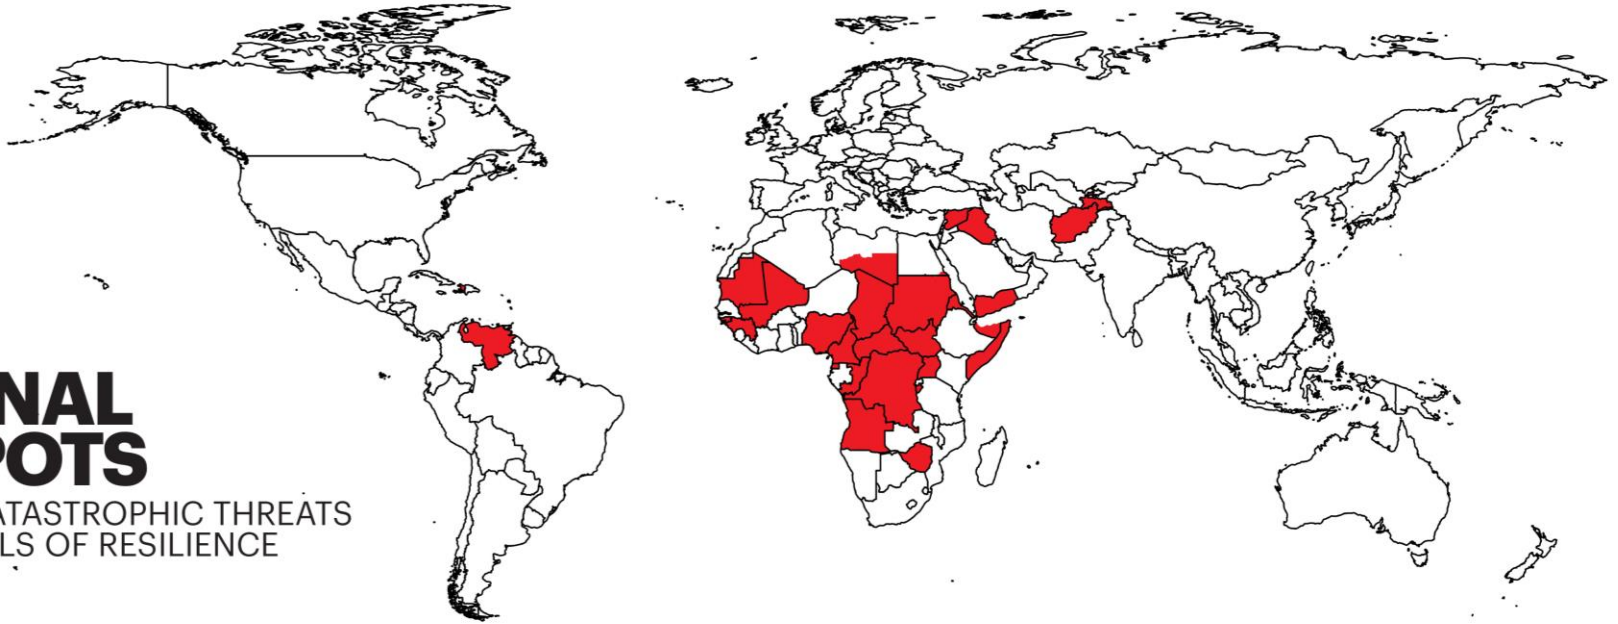 NAL
POTS
ATASTROPHIC THREATS
LS OF RESILIENCE